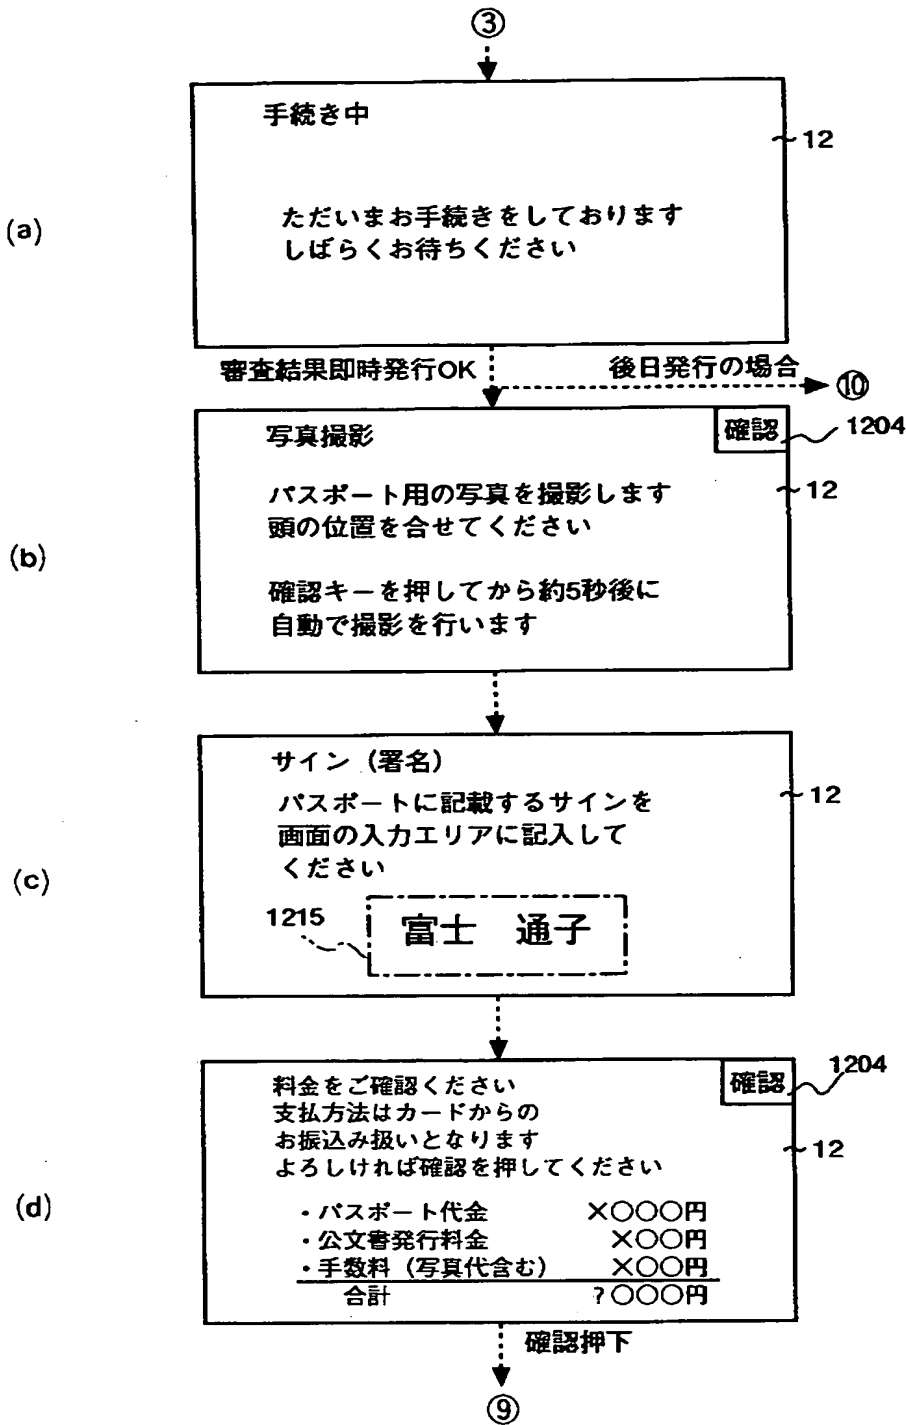 ③
手続き中
12
ただいまお手続きをしております
しばらくお待ちください
(a)
審査結果即時発行OK
後日発行の場合
⑩
写真撮影
確認
1204
パスポート用の写真を撮影します
12
頭の位置を合せてください
(b)
確認キーを押してから約5秒後に
自動で撮影を行います
サイン（署名）
パスポートに記載するサインを
12
画面の入力エリアに記入して
ください
(c)
1215
富士　通子
料金をご確認ください
確認
1204
支払方法はカードからの
お振込み扱いとなります
12
よろしければ確認を押してください
(d)
・パスポート代金 ×○○○円
・公文書発行料金 ×○○円
・手数料（写真代含む） ×○○円
合計 ?○○○円
確認押下
⑨